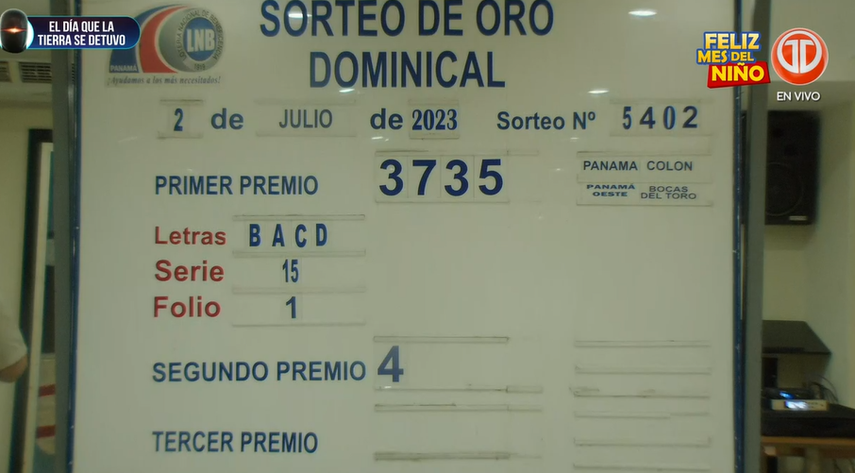 EL DÍA QUE LA
TIERRA SE DETUVO
LNB
PANAMÁ
¡Ayudamos a los más necesitados!
SORTEO DE ORO
DOMINICAL
FELIZ
MES DEL
NIÑO
EN VIVO
2 de JULIO de 2023 Sorteo Nº 5402
PRIMER PREMIO 3735
PANAMA COLON
PANAMÁ OESTE BOCAS DEL TORO
Letras B A C D
Serie 15
Folio 1
SEGUNDO PREMIO 4
TERCER PREMIO